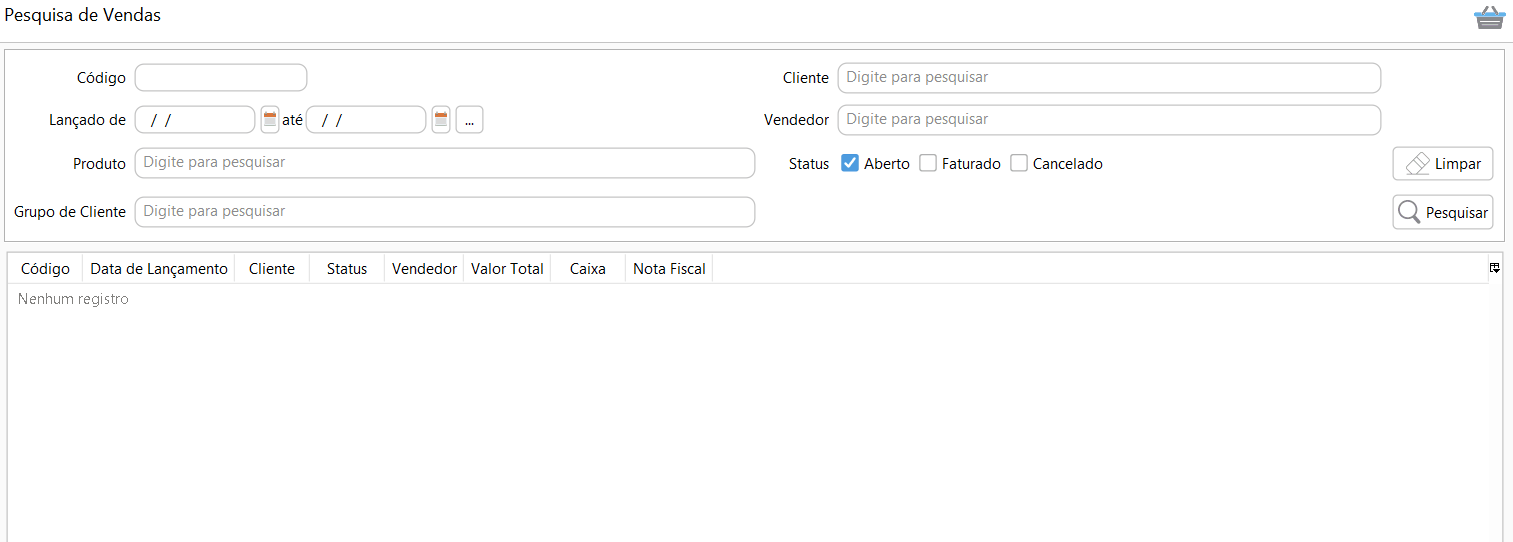 Pesquisa de Vendas
Código
Cliente Digite para pesquisar
Lançado de / / até / / ...
Vendedor Digite para pesquisar
Produto Digite para pesquisar
Status Aberto Faturado Cancelado
Limpar
Grupo de Cliente Digite para pesquisar
Pesquisar
Código Data de Lançamento Cliente Status Vendedor Valor Total Caixa Nota Fiscal
Nenhum registro